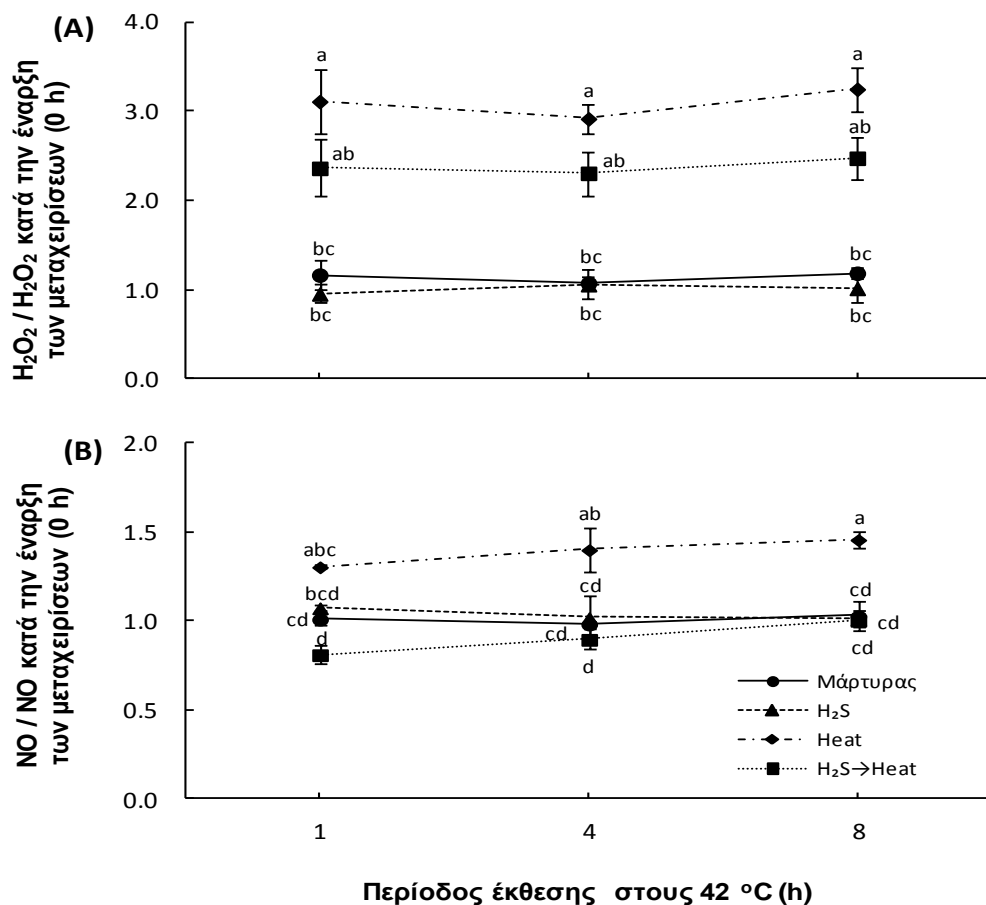 (A)
H₂O₂ / H₂O₂ κατά την έναρξη
των μεταχειρίσεων (0 h)
4.0
3.0
2.0
1.0
0.0
a
a
a
ab
ab
ab
bc
bc
bc
bc
bc
bc
(B)
NO / NO κατά την έναρξη
των μεταχειρίσεων (0 h)
2.0
1.5
1.0
0.5
0.0
abc
ab
a
bcd
cd
cd
cd
cd
cd
d
d
cd
Μάρτυρας
H₂S
Heat
H₂S→Heat
1
4
8
Περίοδος έκθεσης στους 42 °C (h)